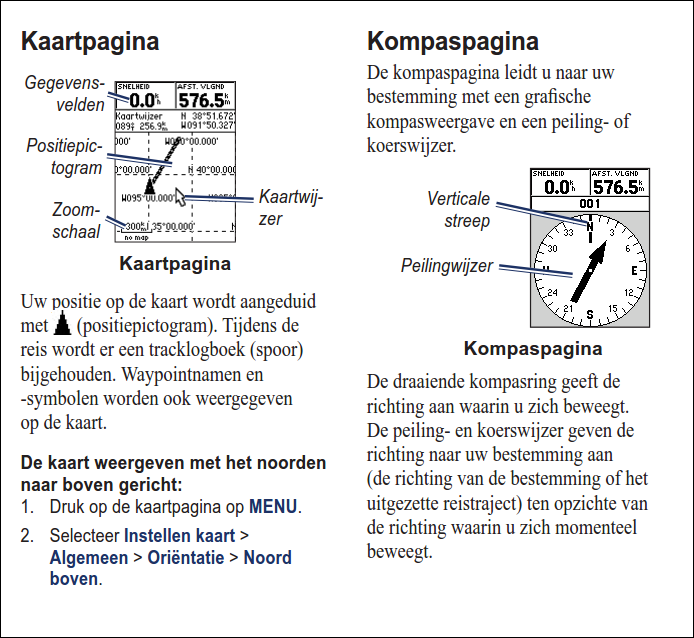 Kaartpagina
Gegevens-
velden
Positiepic-
togram
Zoom-
schaal
SNELHEID
AFST. VLGND
0.0
576.5
Kaartwijzer
N 38°51.672'
256.9
W091°50.327'
00'
W090°00.000'
°00.000'
N 40°00.000'
W095°00.000'
300
35°00.000'
no map
Kaartwij-
zer
Kaartpagina
Uw positie op de kaart wordt aangeduid
met (positiepictogram). Tijdens de
reis wordt er een tracklogboek (spoor)
bijgehouden. Waypointnamen en
-symbolen worden ook weergegeven
op de kaart.
De kaart weergeven met het noorden
naar boven gericht:
1. Druk op de kaartpagina op MENU.
2. Selecteer Instellen kaart >
Algemeen > Oriëntatie > Noord
boven.
Kompaspagina
De kompaspagina leidt u naar uw
bestemming met een grafische
kompasweergave en een peiling- of
koerswijzer.
Verticale
streep
Peilingwijzer
SNELHEID
AFST. VLGND
0.0
576.5
001
N
3
6
E
12
15
S
21
24
W
30
33
Kompaspagina
De draaiende kompasring geeft de
richting aan waarin u zich beweegt.
De peiling- en koerswijzer geven de
richting naar uw bestemming aan
(de richting van de bestemming of het
uitgezette reistraject) ten opzichte van
de richting waarin u zich momenteel
beweegt.